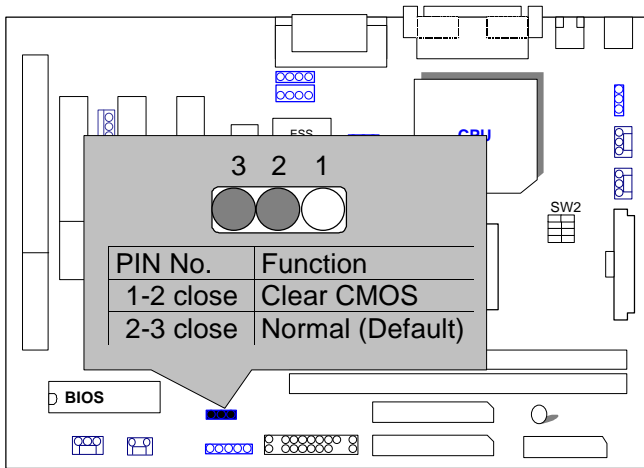 ESS
CPU
3 2 1
SW2
PIN No. Function
1-2 close Clear CMOS
2-3 close Normal (Default)
BIOS